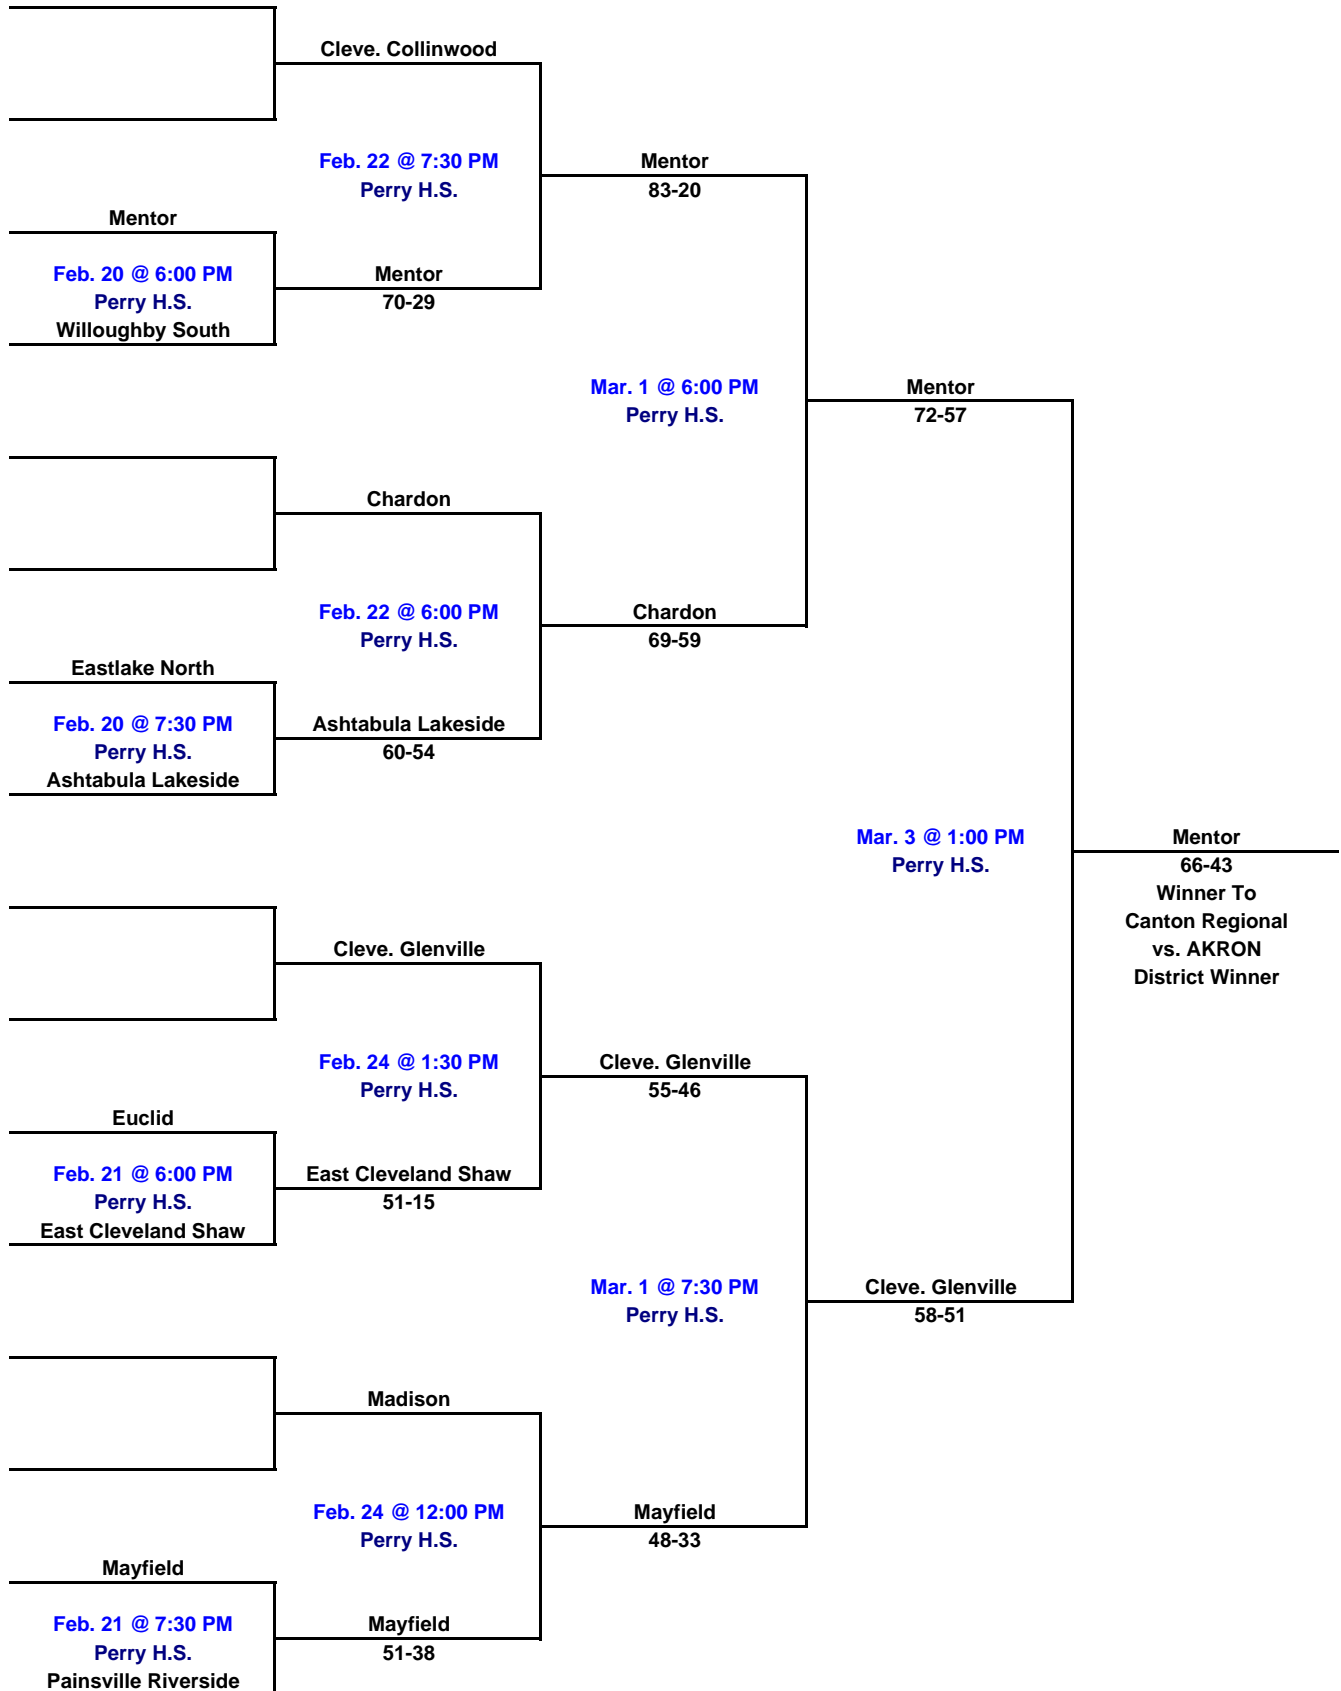 Cleve. Collinwood
Feb. 22 @ 7:30 PM
Perry H.S.
Mentor
83-20
Mentor
Feb. 20 @ 6:00 PM
Perry H.S.
Willoughby South
Mentor
70-29
Mar. 1 @ 6:00 PM
Perry H.S.
Mentor
72-57
Chardon
Feb. 22 @ 6:00 PM
Perry H.S.
Chardon
69-59
Eastlake North
Feb. 20 @ 7:30 PM
Perry H.S.
Ashtabula Lakeside
Ashtabula Lakeside
60-54
Mar. 3 @ 1:00 PM
Perry H.S.
Mentor
66-43
Winner To
Canton Regional
vs. AKRON
District Winner
Cleve. Glenville
Feb. 24 @ 1:30 PM
Perry H.S.
Cleve. Glenville
55-46
Euclid
Feb. 21 @ 6:00 PM
Perry H.S.
East Cleveland Shaw
East Cleveland Shaw
51-15
Mar. 1 @ 7:30 PM
Perry H.S.
Cleve. Glenville
58-51
Madison
Feb. 24 @ 12:00 PM
Perry H.S.
Mayfield
48-33
Mayfield
Feb. 21 @ 7:30 PM
Perry H.S.
Painsville Riverside
Mayfield
51-38